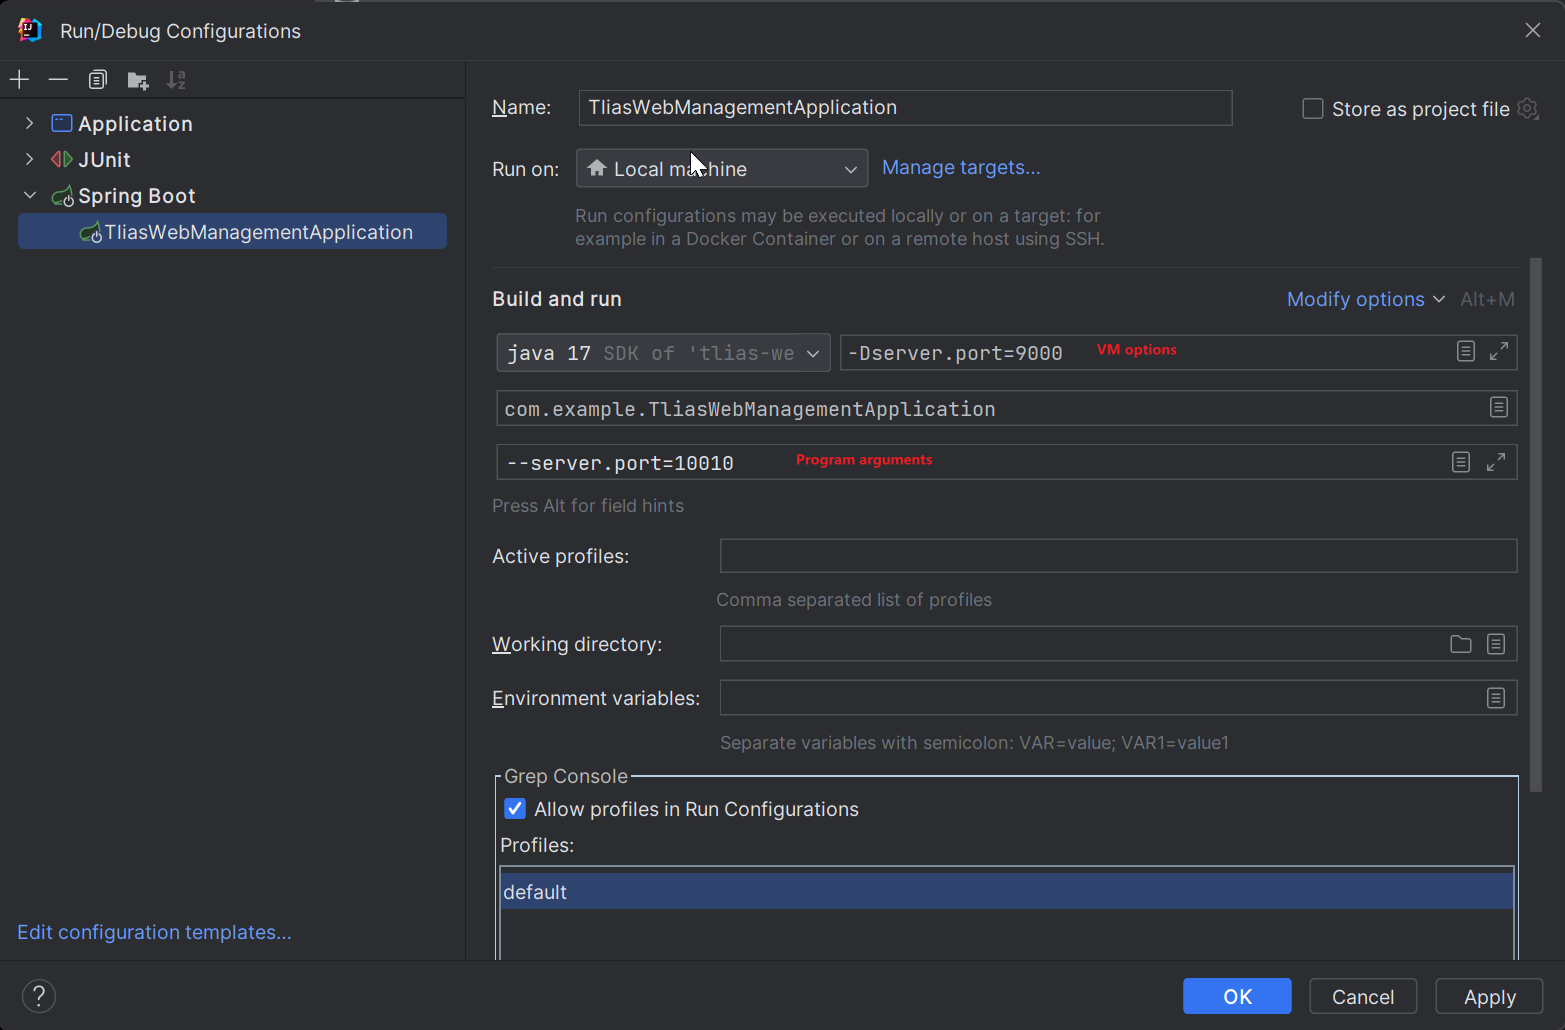 Run/Debug Configurations
Application
JUnit
Spring Boot
TliasWebManagementApplication
Edit configuration templates...
Name: TliasWebManagementApplication
Store as project file
Run on: Local machine
Manage targets...
Run configurations may be executed locally or on a target: for
example in a Docker Container or on a remote host using SSH.
Build and run
Modify options Alt+M
java 17 SDK of 'tlias-we
-Dserver.port=9000 VM options
com.example.TliasWebManagementApplication
--server.port=10010 Program arguments
Press Alt for field hints
Active profiles:
Comma separated list of profiles
Working directory:
Environment variables:
Separate variables with semicolon: VAR=value; VAR1=value1
Grep Console
Allow profiles in Run Configurations
Profiles:
default
?
OK Cancel Apply